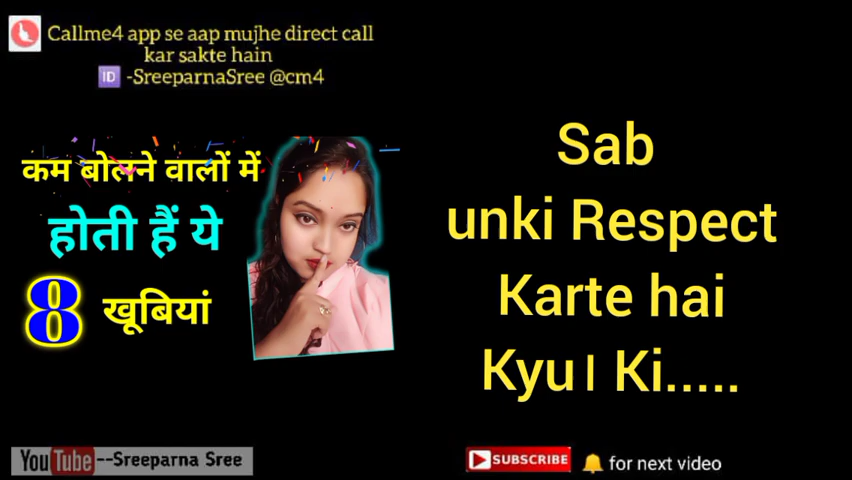 Callme4 app se aap mujhe direct call
kar sakte hain
🆔 -SreeparnaSree @cm4
कम बोलने वालों में
होती हैं ये
8 खूबियां
Sab
unki Respect
Karte hai
Kyu। Ki.....
YouTube--Sreeparna Sree
SUBSCRIBE 🔔 for next video